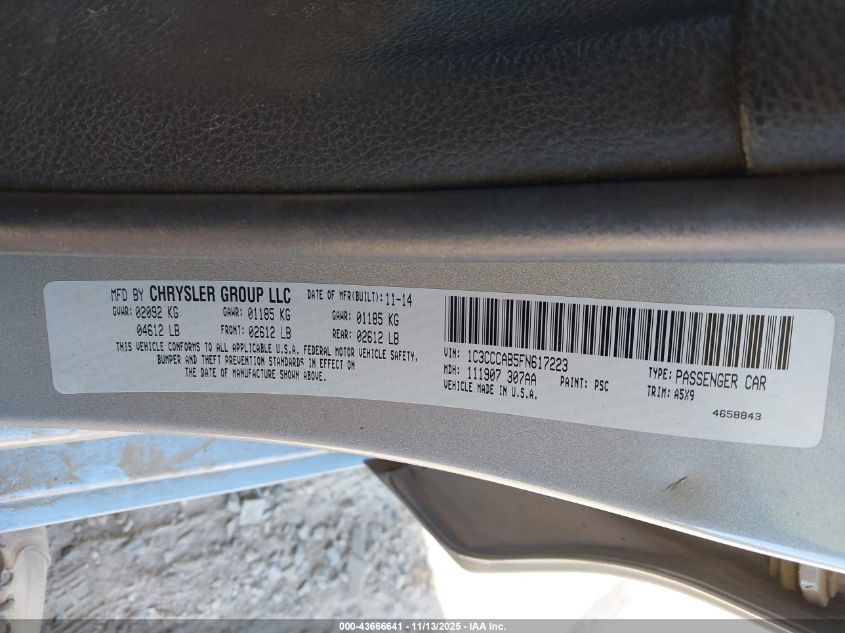 MFD BY CHRYSLER GROUP LLC DATE OF MFR(BUILT): 11-14
GVWR: 02092 KG GAWR: 01185 KG GAWR: 01185 KG
04612 LB FRONT: 02612 LB REAR: 02612 LB
THIS VEHICLE CONFORMS TO ALL APPLICABLE U.S.A. FEDERAL MOTOR VEHICLE SAFETY,
BUMPER AND THEFT PREVENTION STANDARDS IN EFFECT ON
THE DATE OF MANUFACTURE SHOWN ABOVE.
VIN: 1C3CCCAB5FN617223 TYPE: PASSENGER CAR
MDH: 111907 307AA PAINT: PSC TRIM: A5X9
VEHICLE MADE IN U.S.A.
4658843
000-43666641 - 11/13/2025 - IAA Inc.